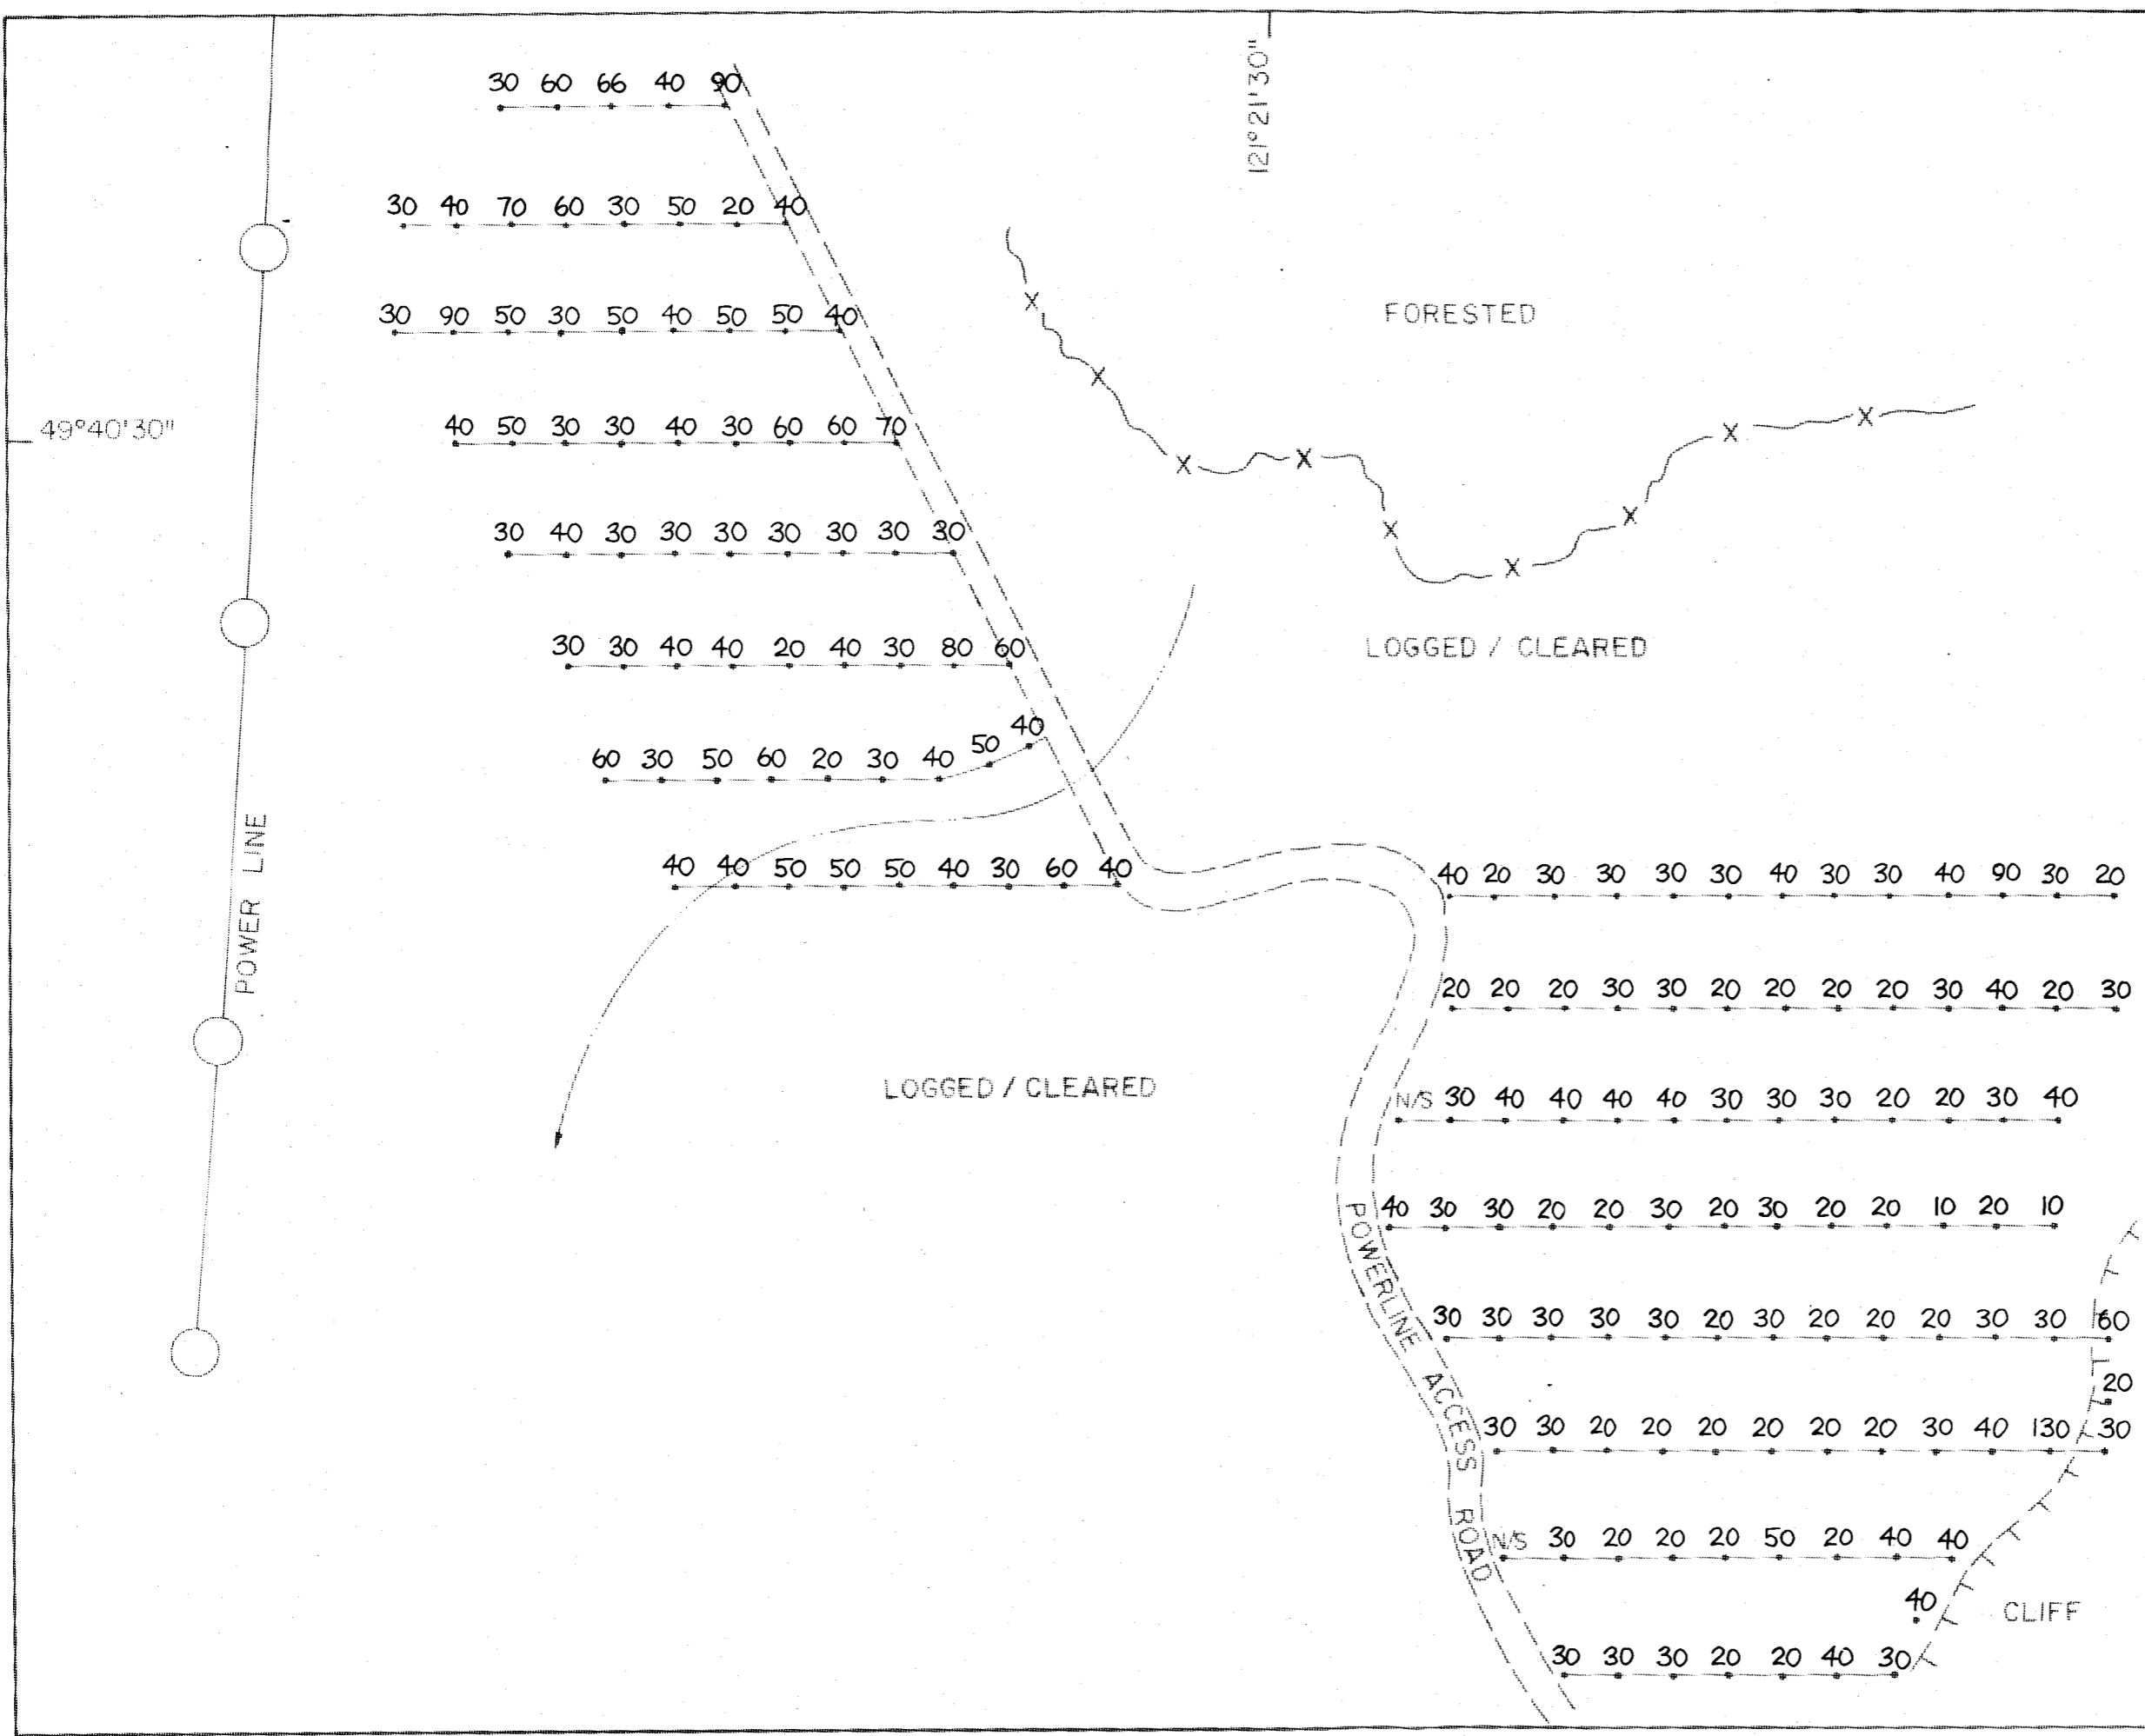 121°21'30"
30 60 66 40 90
30 40 70 60 30 50 20 40
FORESTED
30 90 50 30 50 40 50 50 40
49°40'30"
40 50 30 30 40 30 60 60 70
30 40 30 30 30 30 30 30 30
LOGGED / CLEARED
30 30 40 40 20 40 30 80 60
60 30 50 60 20 30 40 50 40
POWER LINE
40 40 50 50 50 40 30 60 40
40 20 30 30 30 30 40 30 30 40 90 30 20
20 20 20 30 30 20 20 20 20 30 40 20 30
LOGGED / CLEARED
N/S 30 40 40 40 40 30 30 30 20 20 30 40
40 30 30 20 20 30 20 30 20 20 10 20 10
POWERLINE ACCESS ROAD
30 30 30 30 30 20 30 20 20 20 30 30 60
20
30 30 20 20 20 20 20 20 30 40 130 30
N/S 30 20 20 20 50 20 40 40
40
CLIFF
30 30 30 20 20 40 30